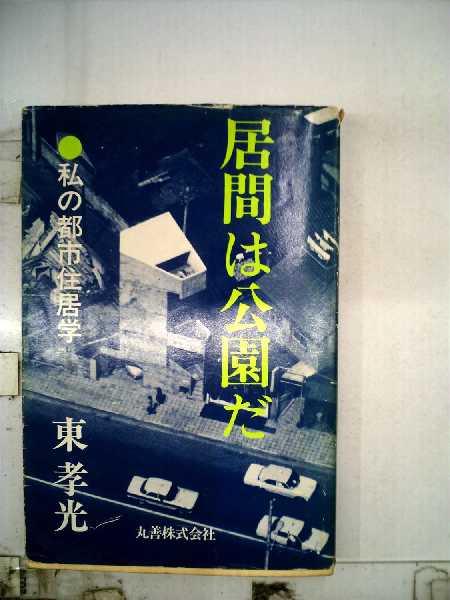 居間は公園だ
●私の都市住居学
東孝光
丸善株式会社